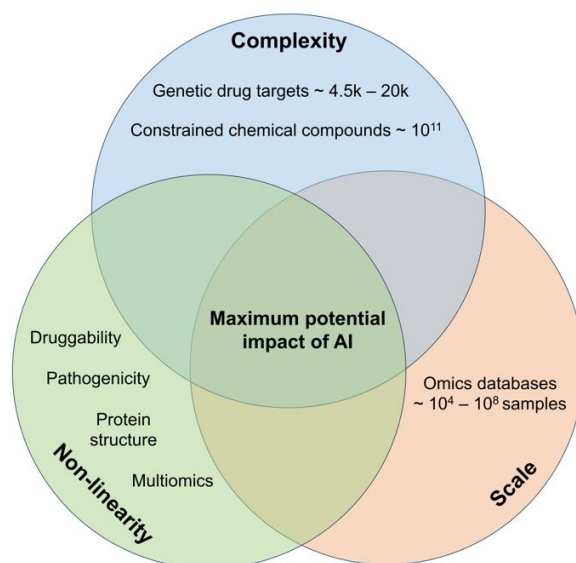 Complexity
Genetic drug targets ~ 4.5k – 20k
Constrained chemical compounds ~ 10¹¹
Maximum potential
impact of AI
Druggability
Pathogenicity
Protein
structure
Multiomics
Non-linearity
Omics databases
~ 10⁴ – 10⁸ samples
Scale